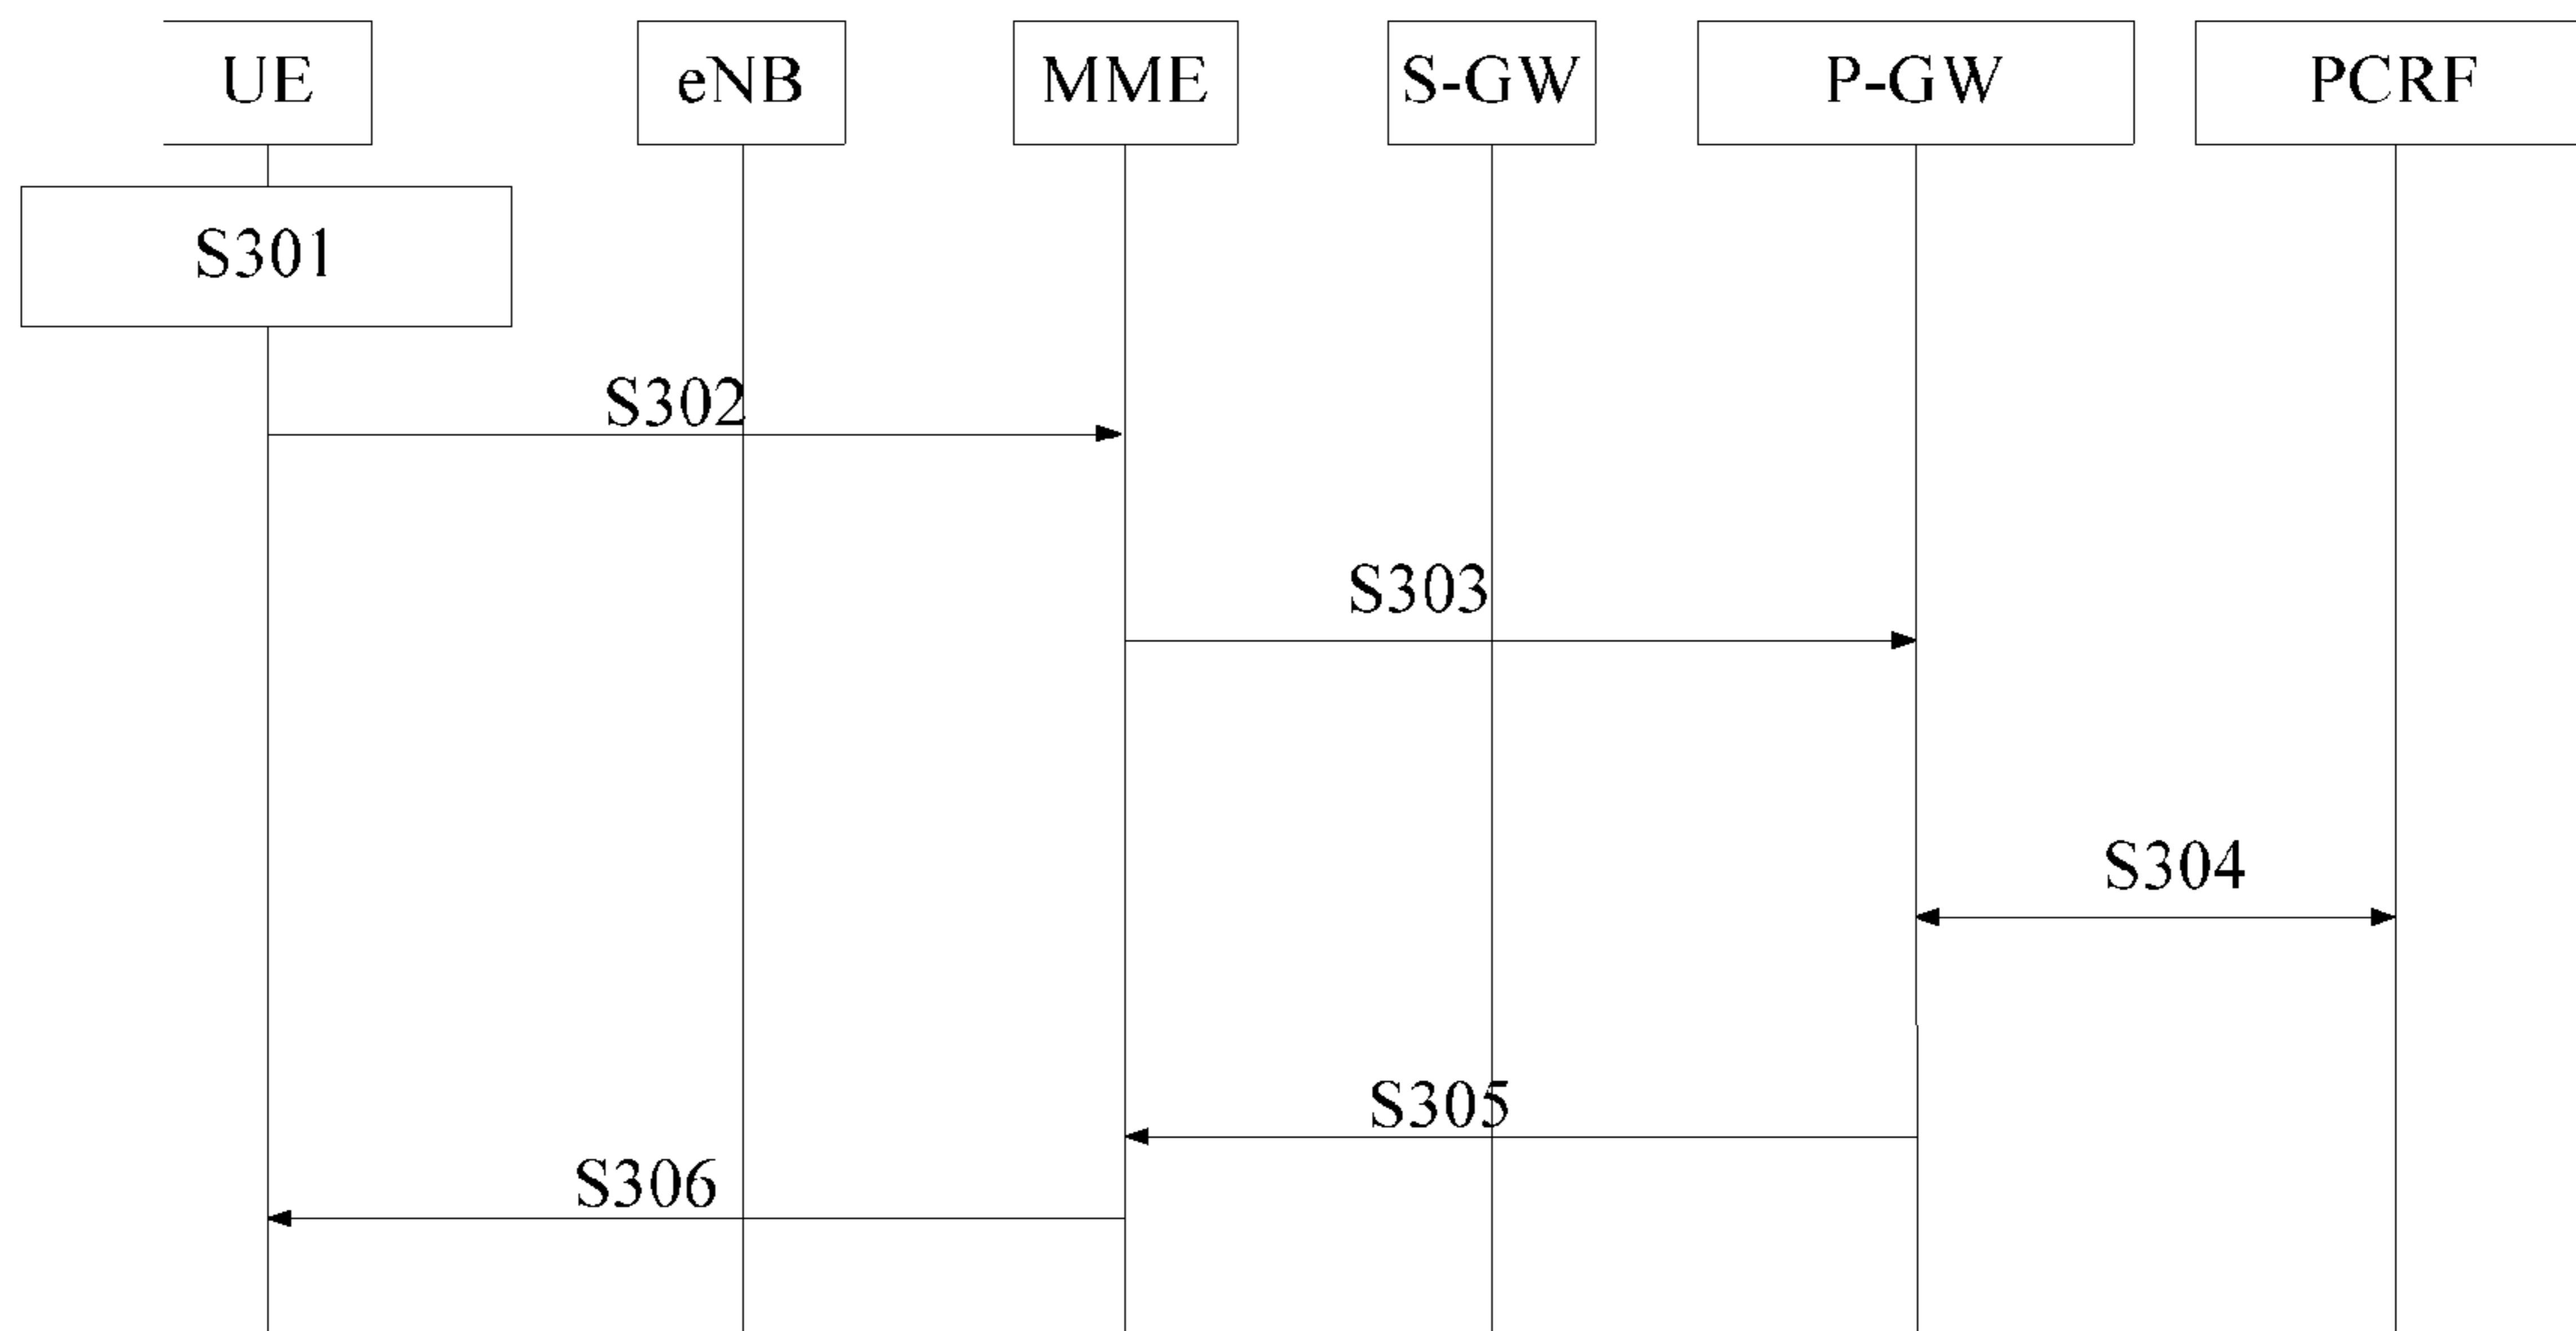 UE eNB MME S-GW P-GW PCRF
S301
S302
S303
S304
S305
S306